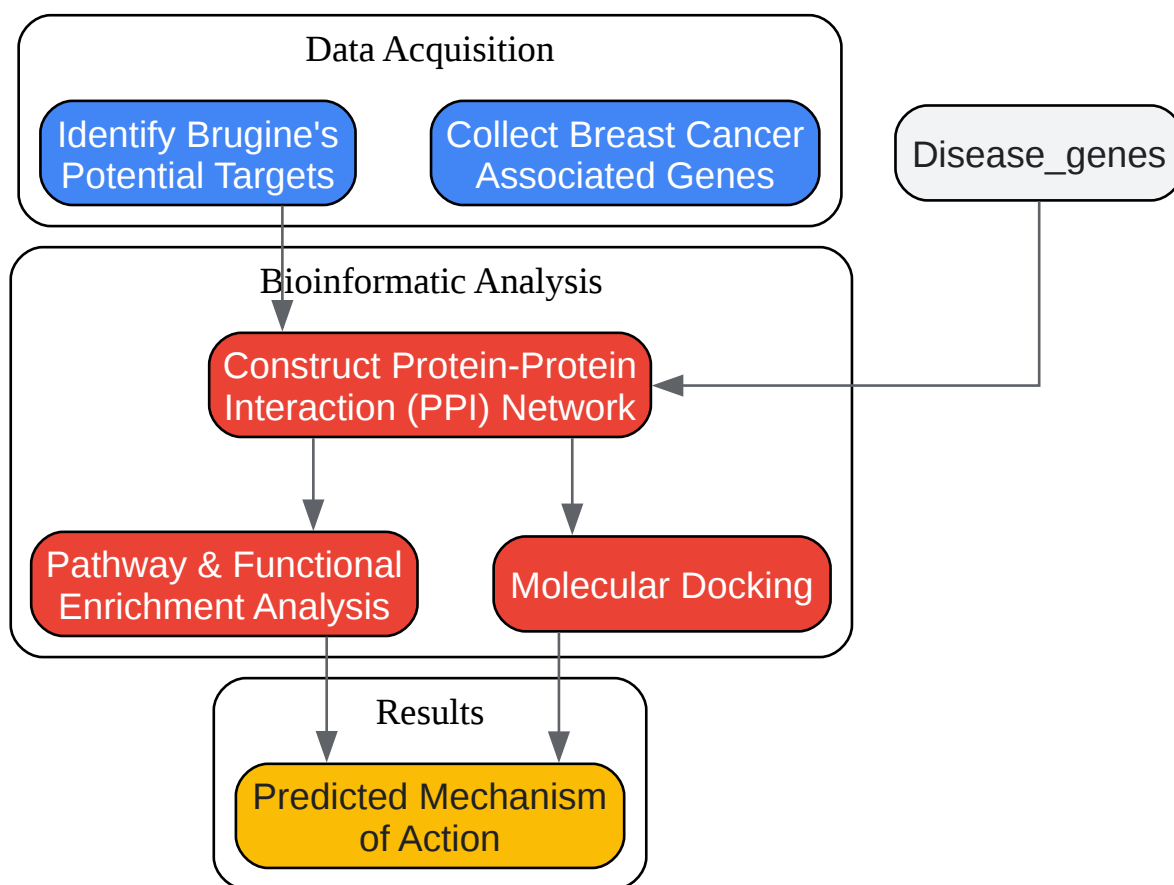 Data Acquisition
Identify Brugine's
Potential Targets
Collect Breast Cancer
Associated Genes
Disease_genes
Bioinformatic Analysis
Construct Protein-Protein
Interaction (PPI) Network
Pathway & Functional
Enrichment Analysis
Molecular Docking
Results
Predicted Mechanism
of Action